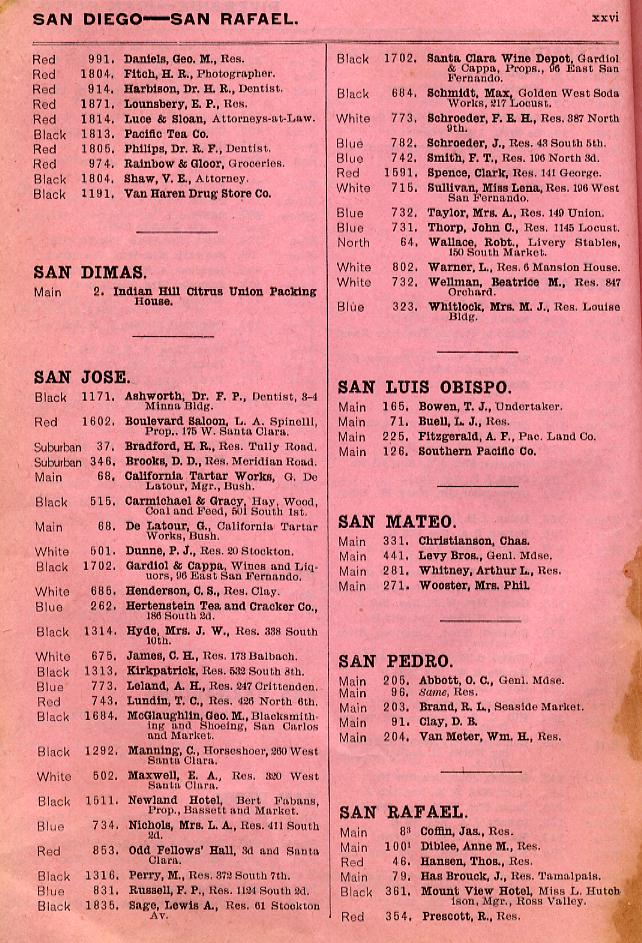 SAN DIEGO—SAN RAFAEL.
xxvi
Red 991. Daniels, Geo. M., Res.
Red 1804. Fitch, H. R., Photographer.
Red 914. Harbison, Dr. H. R., Dentist.
Red 1871. Lounsbery, E. P., Res.
Red 1814. Luce & Sloan, Attorneys-at-Law.
Black 1813. Pacific Tea Co.
Red 1805. Philips, Dr. R. F., Dentist.
Red 974. Rainbow & Gloor, Groceries.
Black 1804. Shaw, V. E., Attorney.
Black 1191. Van Haren Drug Store Co.
SAN DIMAS.
Main 2. Indian Hill Citrus Union Packing
House.
SAN JOSE.
Black 1171. Ashworth, Dr. F. P., Dentist, 3-4
Minna Bldg.
Red 1602. Boulevard Saloon, L. A. Spinelli,
Prop., 175 W. Santa Clara.
Suburban 37. Bradford, H. R., Res. Tully Road.
Suburban 346. Brooks, D. D., Res. Meridian Road.
Main 68. California Tartar Works, G. De
Latour, Mgr., Bush.
Black 515. Carmichael & Gracy, Hay, Wood,
Coal and Feed, 501 South 1st.
Main 68. De Latour, G., California Tartar
Works, Bush.
White 501. Dunne, P. J., Res. 20 Stockton.
Black 1702. Gardiol & Cappa, Wines and Liq-
uors, 96 East San Fernando.
White 685. Henderson, C. S., Res. Clay.
Blue 262. Hertenstein Tea and Cracker Co.,
186 South 2d.
Black 1314. Hyde, Mrs. J. W., Res. 338 South
10th.
White 675. James, C. H., Res. 173 Balbach.
Black 1313. Kirkpatrick, Res. 532 South 8th.
Blue 773. Leland, A. H., Res. 247 Crittenden.
Red 743. Lundin, T. C., Res. 426 North 6th.
Black 1684. McGlaughlin, Geo. M., Blacksmith-
ing and Shoeing, San Carlos
and Market.
Black 1292. Manning, C., Horseshoer, 260 West
Santa Clara.
White 502. Maxwell, E. A., Res. 320 West
Santa Clara.
Black 1511. Newland Hotel, Bert Fabans,
Prop., Bassett and Market.
Blue 734. Nichols, Mrs. L. A., Res. 411 South
2d.
Red 853. Odd Fellows' Hall, 3d and Santa
Clara.
Black 1316. Perry, M., Res. 372 South 7th.
Blue 831. Russell, F. P., Res. 1124 South 2d.
Black 1835. Sage, Lewis A., Res. 61 Stockton
Av.
Black 1702. Santa Clara Wine Depot, Gardiol
& Cappa, Props., 96 East San
Fernando.
Black 684. Schmidt, Max, Golden West Soda
Works, 217 Locust.
White 773. Schroeder, F. E. H., Res. 387 North
9th.
Blue 782. Schroeder, J., Res. 43 South 5th.
Blue 742. Smith, F. T., Res. 196 North 3d.
Red 1591. Spence, Clark, Res. 141 George.
White 715. Sullivan, Miss Lena, Res. 196 West
San Fernando.
Blue 732. Taylor, Mrs. A., Res. 149 Union.
Blue 731. Thorp, John C., Res. 1145 Locust.
North 64. Wallace, Robt., Livery Stables,
150 South Market.
White 802. Warner, L., Res. 6 Mansion House.
White 732. Wellman, Beatrice M., Res. 847
Orchard.
Blue 323. Whitlock, Mrs. M. J., Res. Louise
Bldg.
SAN LUIS OBISPO.
Main 165. Bowen, T. J., Undertaker.
Main 71. Buell, L. J., Res.
Main 225. Fitzgerald, A. F., Pac. Land Co.
Main 126. Southern Pacific Co.
SAN MATEO.
Main 331. Christianson, Chas.
Main 441. Levy Bros., Genl. Mdse.
Main 281. Whitney, Arthur L., Res.
Main 271. Wooster, Mrs. Phil.
SAN PEDRO.
Main 205. Abbott, O. C., Genl. Mdse.
Main 96. Same, Res.
Main 203. Brand, R. L., Seaside Market.
Main 91. Clay, D. B.
Main 204. Van Meter, Wm. H., Res.
SAN RAFAEL.
Main 8³ Coffin, Jas., Res.
Main 100¹ Diblee, Anne M., Res.
Red 46. Hansen, Thos., Res.
Main 79. Has Brouck, J., Res. Tamalpais.
Black 361. Mount View Hotel, Miss L. Hutch
ison, Mgr., Ross Valley.
Red 354. Prescott, R., Res.